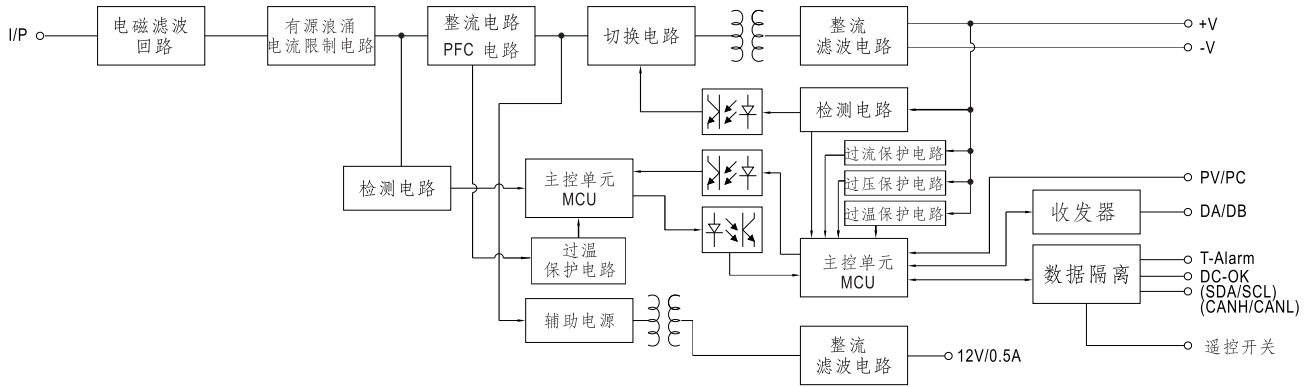 I/P
电磁滤波
回路
有源浪涌
电流限制电路
整流电路
PFC 电路
切换电路
整流
滤波电路
+V
-V
检测电路
过流保护电路
过压保护电路
过温保护电路
检测电路
主控单元
MCU
过温
保护电路
主控单元
MCU
PV/PC
收发器
DA/DB
数据隔离
T-Alarm
DC-OK
(SDA/SCL)
(CANH/CANL)
遥控开关
辅助电源
整流
滤波电路
12V/0.5A